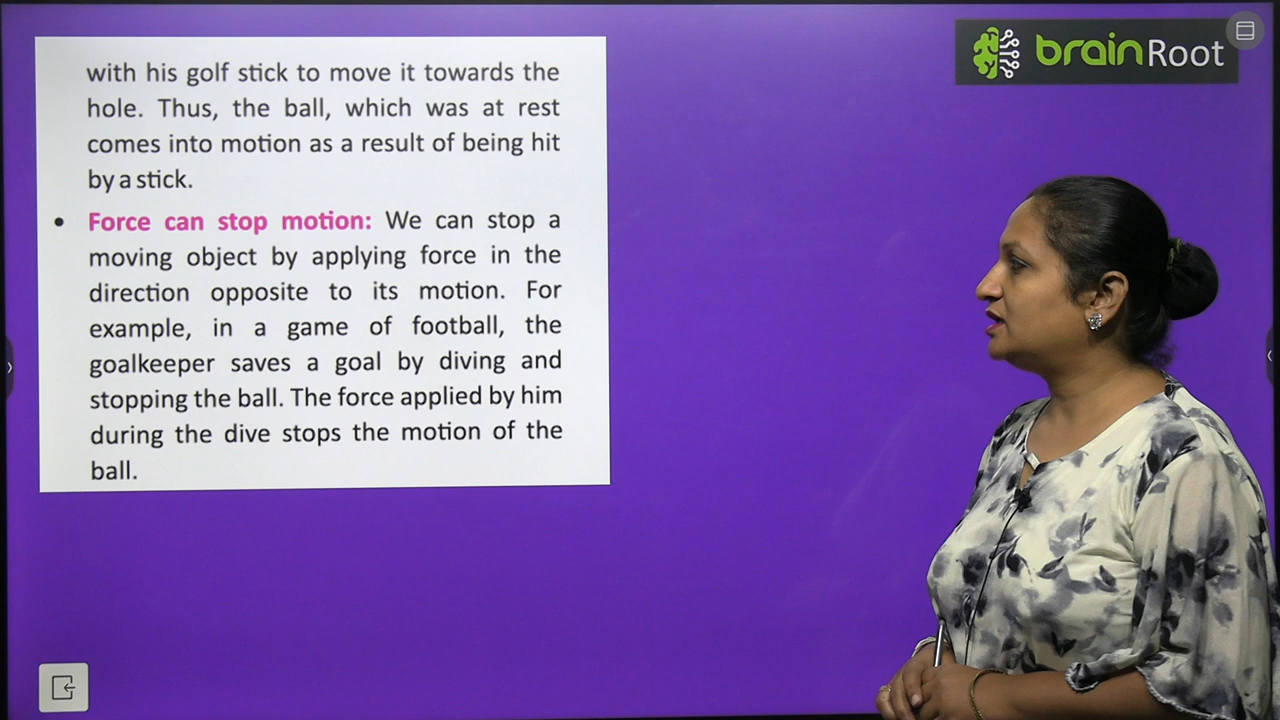 brainRoot
with his golf stick to move it towards the
hole. Thus, the ball, which was at rest
comes into motion as a result of being hit
by a stick.
• Force can stop motion: We can stop a
moving object by applying force in the
direction opposite to its motion. For
example, in a game of football, the
goalkeeper saves a goal by diving and
stopping the ball. The force applied by him
during the dive stops the motion of the
ball.